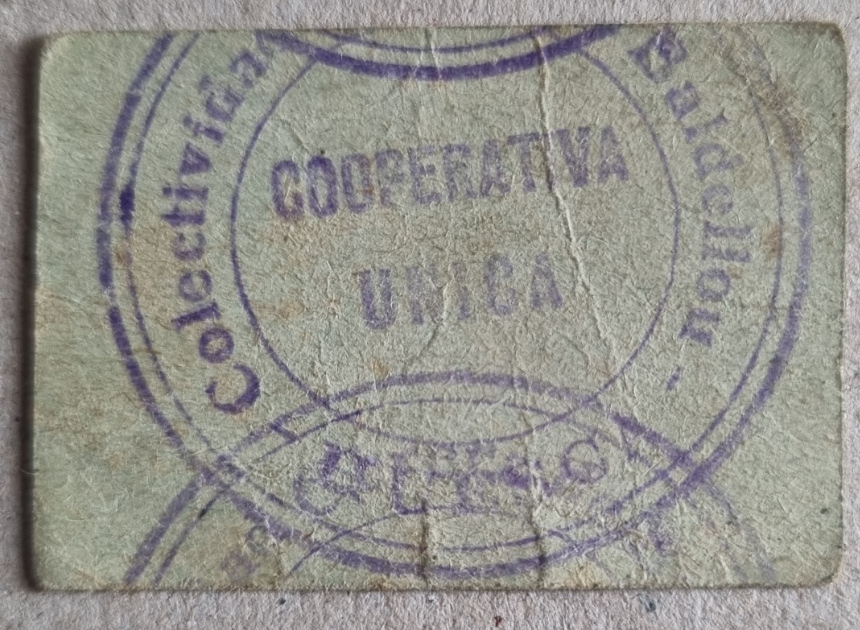 Colectividad
Baldellou -
COOPERATIVA
UNICA